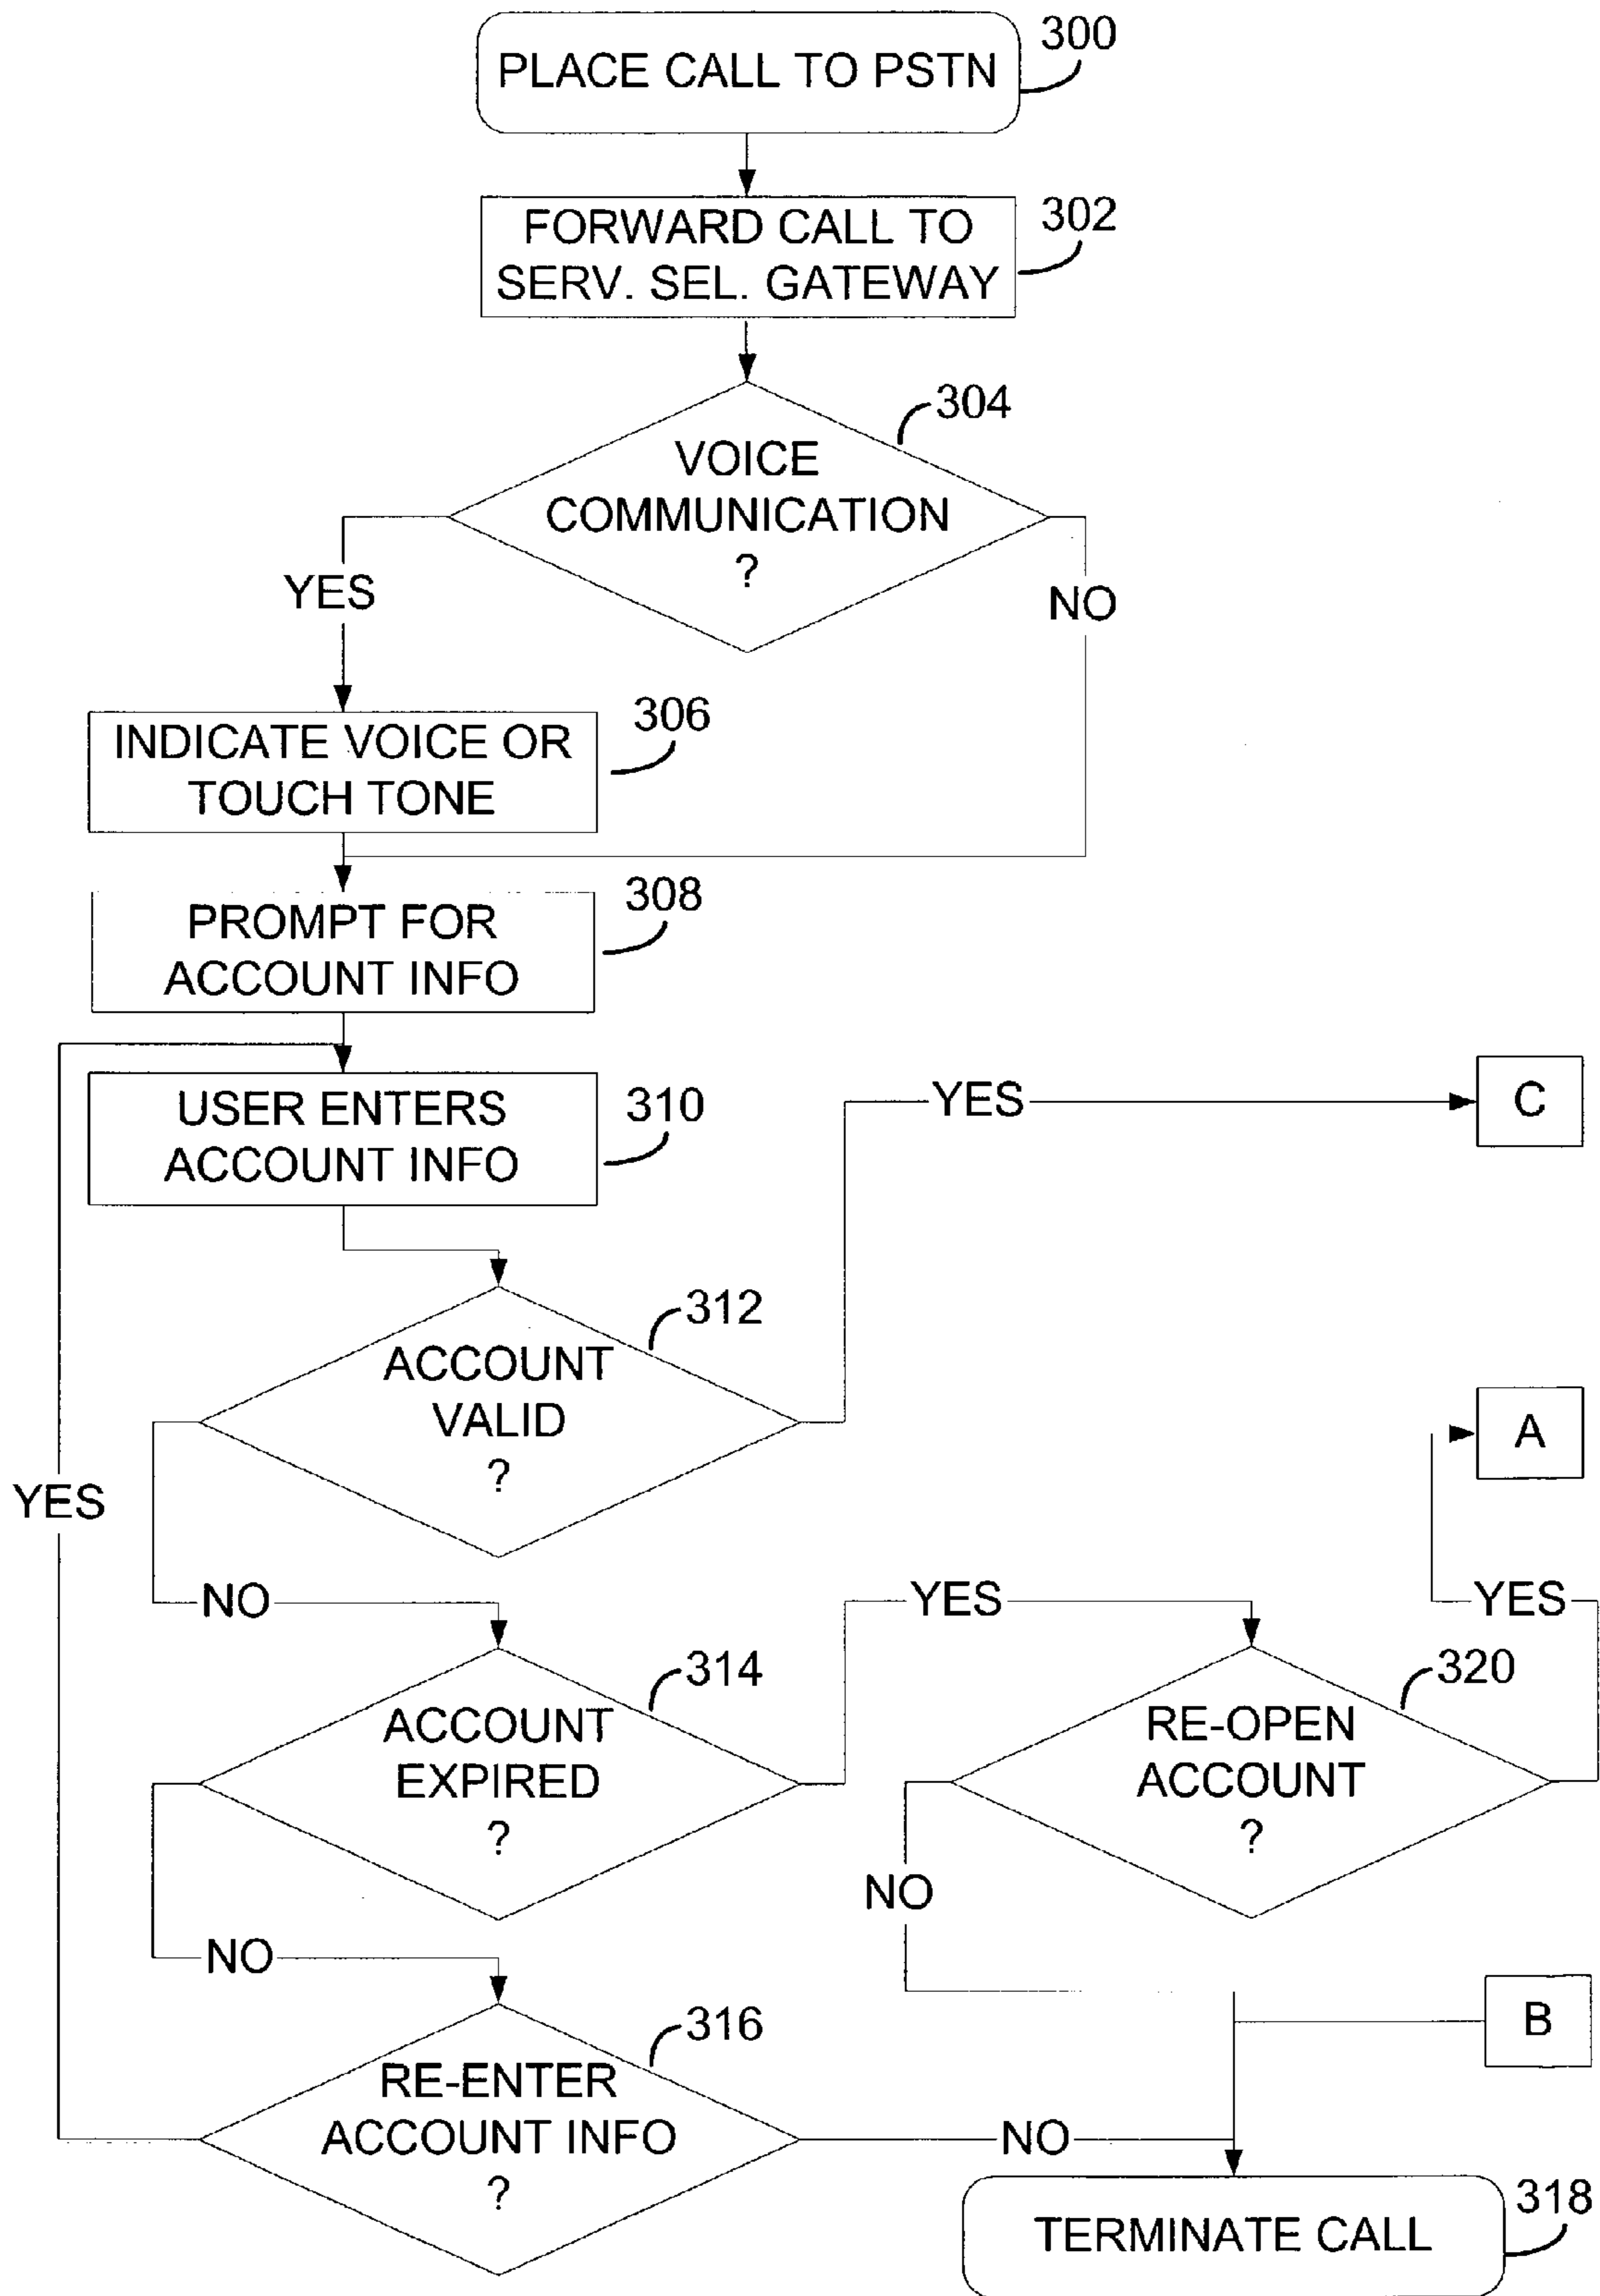 PLACE CALL TO PSTN
300
FORWARD CALL TO
SERV. SEL. GATEWAY
302
304
VOICE
COMMUNICATION
?
YES
NO
306
INDICATE VOICE OR
TOUCH TONE
308
PROMPT FOR
ACCOUNT INFO
310
USER ENTERS
ACCOUNT INFO
YES
C
312
ACCOUNT
VALID
?
A
YES
NO
YES
YES
314
ACCOUNT
EXPIRED
?
320
RE-OPEN
ACCOUNT
?
NO
NO
316
RE-ENTER
ACCOUNT INFO
?
B
NO
318
TERMINATE CALL